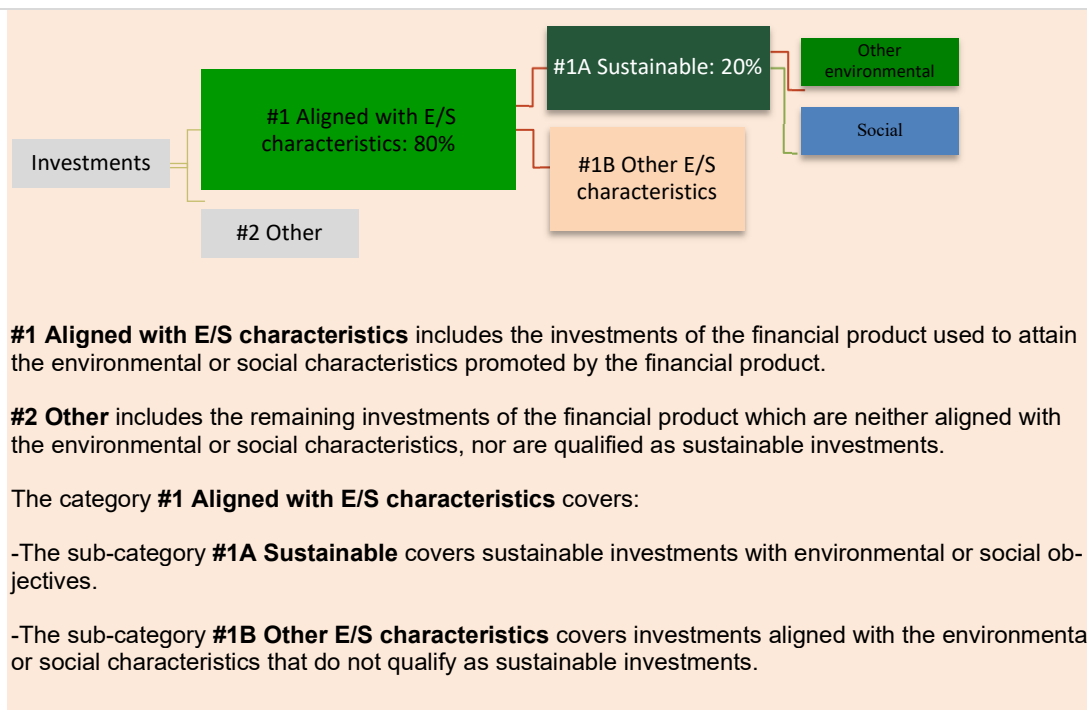 Investments
#1 Aligned with E/S
characteristics: 80%
#2 Other
#1A Sustainable: 20%
#1B Other E/S
characteristics
Other
environmental
Social
#1 Aligned with E/S characteristics includes the investments of the financial product used to attain
the environmental or social characteristics promoted by the financial product.
#2 Other includes the remaining investments of the financial product which are neither aligned with
the environmental or social characteristics, nor are qualified as sustainable investments.
The category #1 Aligned with E/S characteristics covers:
-The sub-category #1A Sustainable covers sustainable investments with environmental or social ob-
jectives.
-The sub-category #1B Other E/S characteristics covers investments aligned with the environmenta
or social characteristics that do not qualify as sustainable investments.